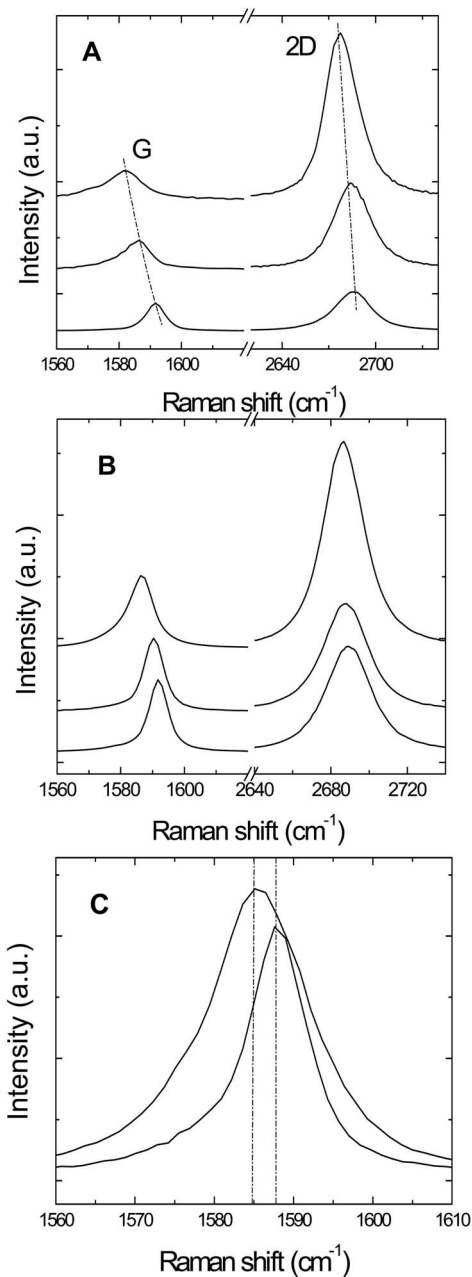 A
2D
G
Intensity (a.u.)
1560 1580 1600 2640 2700
Raman shift (cm-1)
B
Intensity (a.u.)
1560 1580 1600 2640 2680 2720
Raman shift (cm-1)
C
Intensity (a.u.)
1560 1570 1580 1590 1600 1610
Raman shift (cm-1)